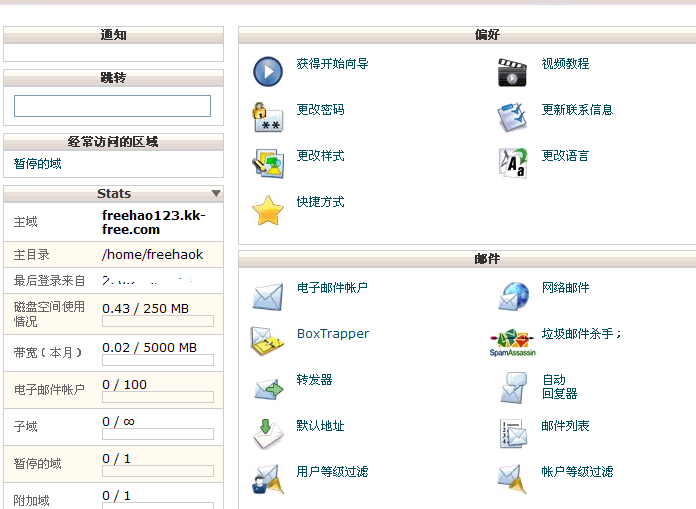 通知
跳转
经常访问的区域
暂停的域
Stats
主域
freehao123.kk-
free.com
主目录
/home/freehaok
最后登录来自
磁盘空间使用
情况
0.43 / 250 MB
带宽（本月）
0.02 / 5000 MB
电子邮件帐户
0 / 100
子域
0 / ∞
暂停的域
0 / 1
附加域
0 / 1
偏好
获得开始向导
视频教程
更改密码
更新联系信息
更改样式
更改语言
快捷方式
邮件
电子邮件帐户
网络邮件
BoxTrapper
SpamAssassin
垃圾邮件杀手；
转发器
自动
回复器
默认地址
邮件列表
用户等级过滤
帐户等级过滤